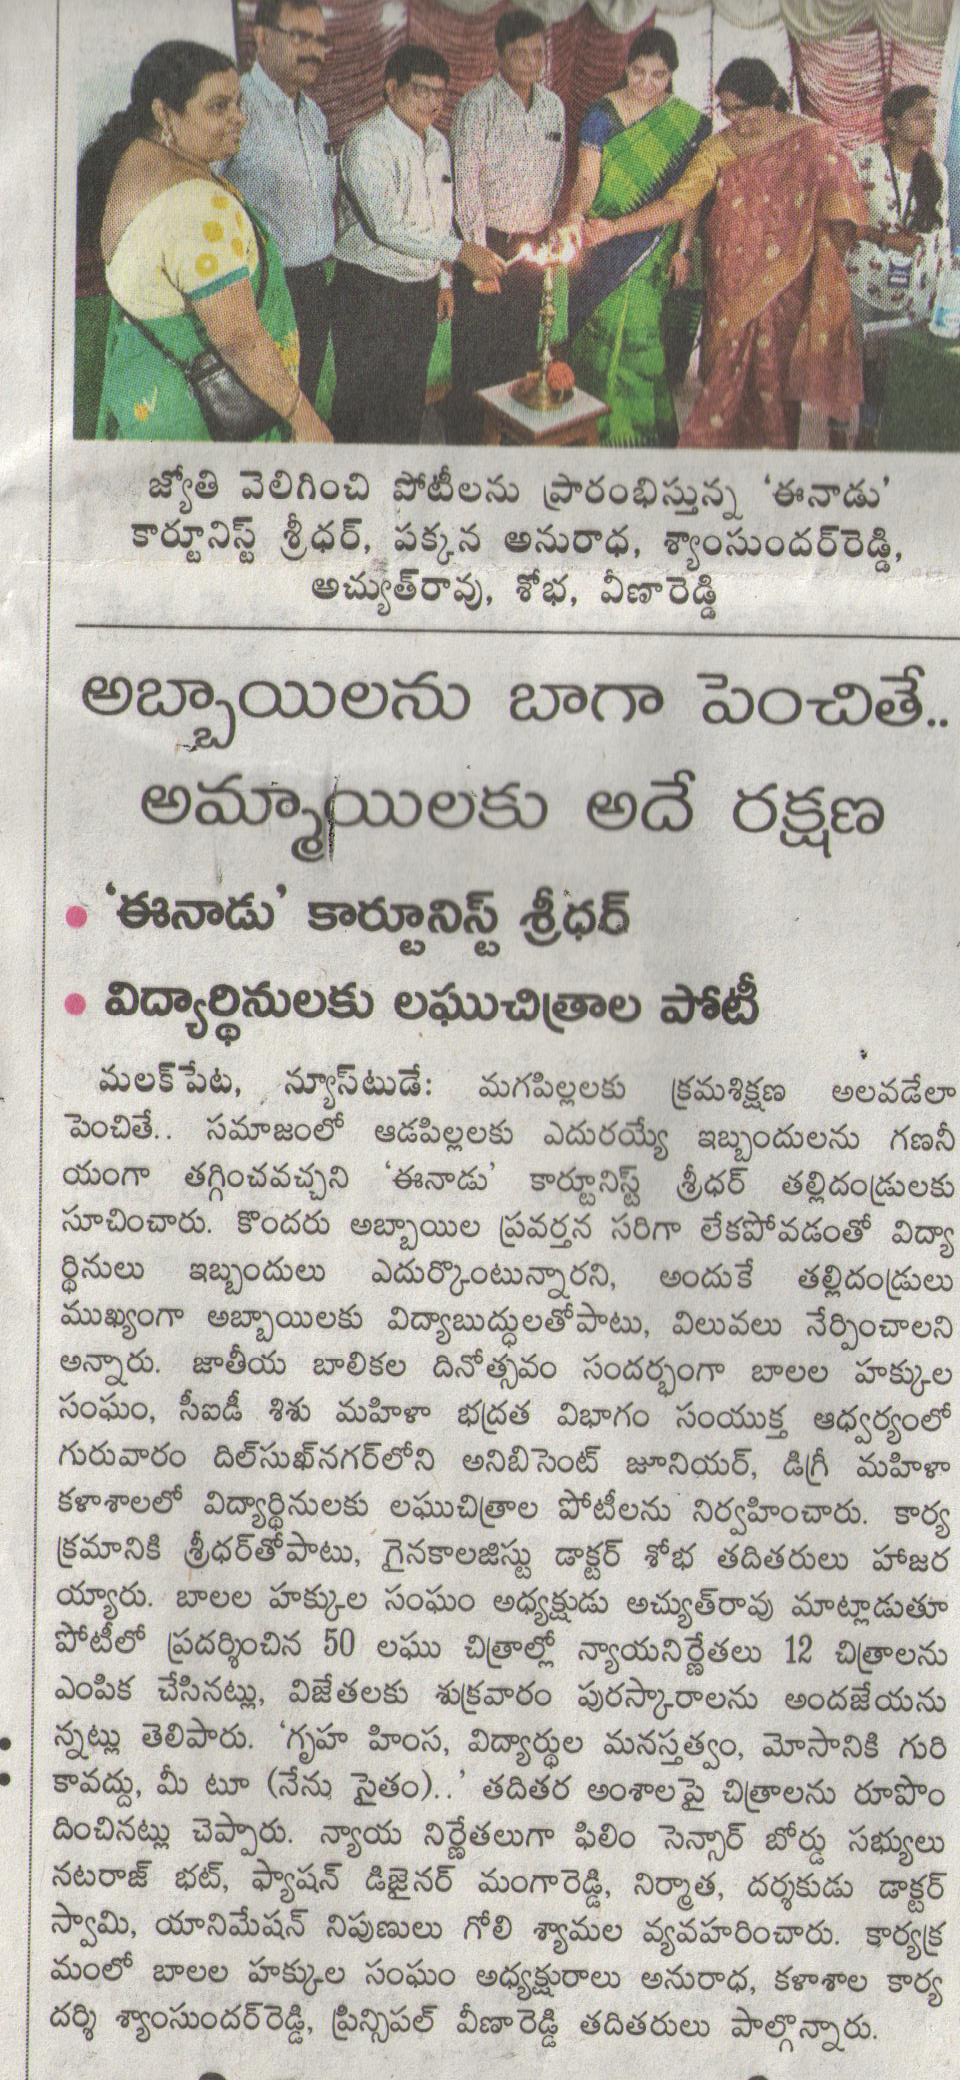 జ్యోతి వెలిగించి పోటీలను ప్రారంభిస్తున్న ‘ఈనాడు’
కార్టూనిస్ట్ శ్రీధర్, పక్కన అనురాధ, శ్యాంసుందర్‌రెడ్డి,
అచ్యుత్‌రావు, శోభ, వీణారెడ్డి
అబ్బాయిలను బాగా పెంచితే..
అమ్మాయిలకు అదే రక్షణ
• ‘ఈనాడు’ కార్టూనిస్ట్ శ్రీధర్
• విద్యార్థినులకు లఘుచిత్రాల పోటీ
మలక్‌పేట, న్యూస్‌టుడే: మగపిల్లలకు క్రమశిక్షణ అలవడేలా
పెంచితే.. సమాజంలో ఆడపిల్లలకు ఎదురయ్యే ఇబ్బందులను గణనీ
యంగా తగ్గించవచ్చని ‘ఈనాడు’ కార్టూనిస్ట్ శ్రీధర్ తల్లిదండ్రులకు
సూచించారు. కొందరు అబ్బాయిల ప్రవర్తన సరిగా లేకపోవడంతో విద్యా
ర్థినులు ఇబ్బందులు ఎదుర్కొంటున్నారని, అందుకే తల్లిదండ్రులు
ముఖ్యంగా అబ్బాయిలకు విద్యాబుద్ధులతోపాటు, విలువలు నేర్పించాలని
అన్నారు. జాతీయ బాలికల దినోత్సవం సందర్భంగా బాలల హక్కుల
సంఘం, సీఐడీ శిశు మహిళా భద్రత విభాగం సంయుక్త ఆధ్వర్యంలో
గురువారం దిల్‌సుఖ్‌నగర్‌లోని అనిబిసెంట్ జూనియర్, డిగ్రీ మహిళా
కళాశాలలో విద్యార్థినులకు లఘుచిత్రాల పోటీలను నిర్వహించారు. కార్య
క్రమానికి శ్రీధర్‌తోపాటు, గైనకాలజిస్టు డాక్టర్ శోభ తదితరులు హాజర
య్యారు. బాలల హక్కుల సంఘం అధ్యక్షుడు అచ్యుత్‌రావు మాట్లాడుతూ
పోటీలో ప్రదర్శించిన 50 లఘు చిత్రాల్లో న్యాయనిర్ణేతలు 12 చిత్రాలను
ఎంపిక చేసినట్లు, విజేతలకు శుక్రవారం పురస్కారాలను అందజేయను
న్నట్లు తెలిపారు. ‘గృహ హింస, విద్యార్థుల మనస్తత్వం, మోసానికి గురి
కావద్దు, మీ టూ (నేను సైతం)..’ తదితర అంశాలపై చిత్రాలను రూపొం
దించినట్లు చెప్పారు. న్యాయ నిర్ణేతలుగా ఫిలిం సెన్సార్ బోర్డు సభ్యులు
నటరాజ్ భట్, ఫ్యాషన్ డిజైనర్ మంగారెడ్డి, నిర్మాత, దర్శకుడు డాక్టర్
స్వామి, యానిమేషన్ నిపుణులు గోలి శ్యామల వ్యవహరించారు. కార్యక్ర
మంలో బాలల హక్కుల సంఘం అధ్యక్షురాలు అనురాధ, కళాశాల కార్య
దర్శి శ్యాంసుందర్‌రెడ్డి, ప్రిన్సిపల్ వీణారెడ్డి తదితరులు పాల్గొన్నారు.